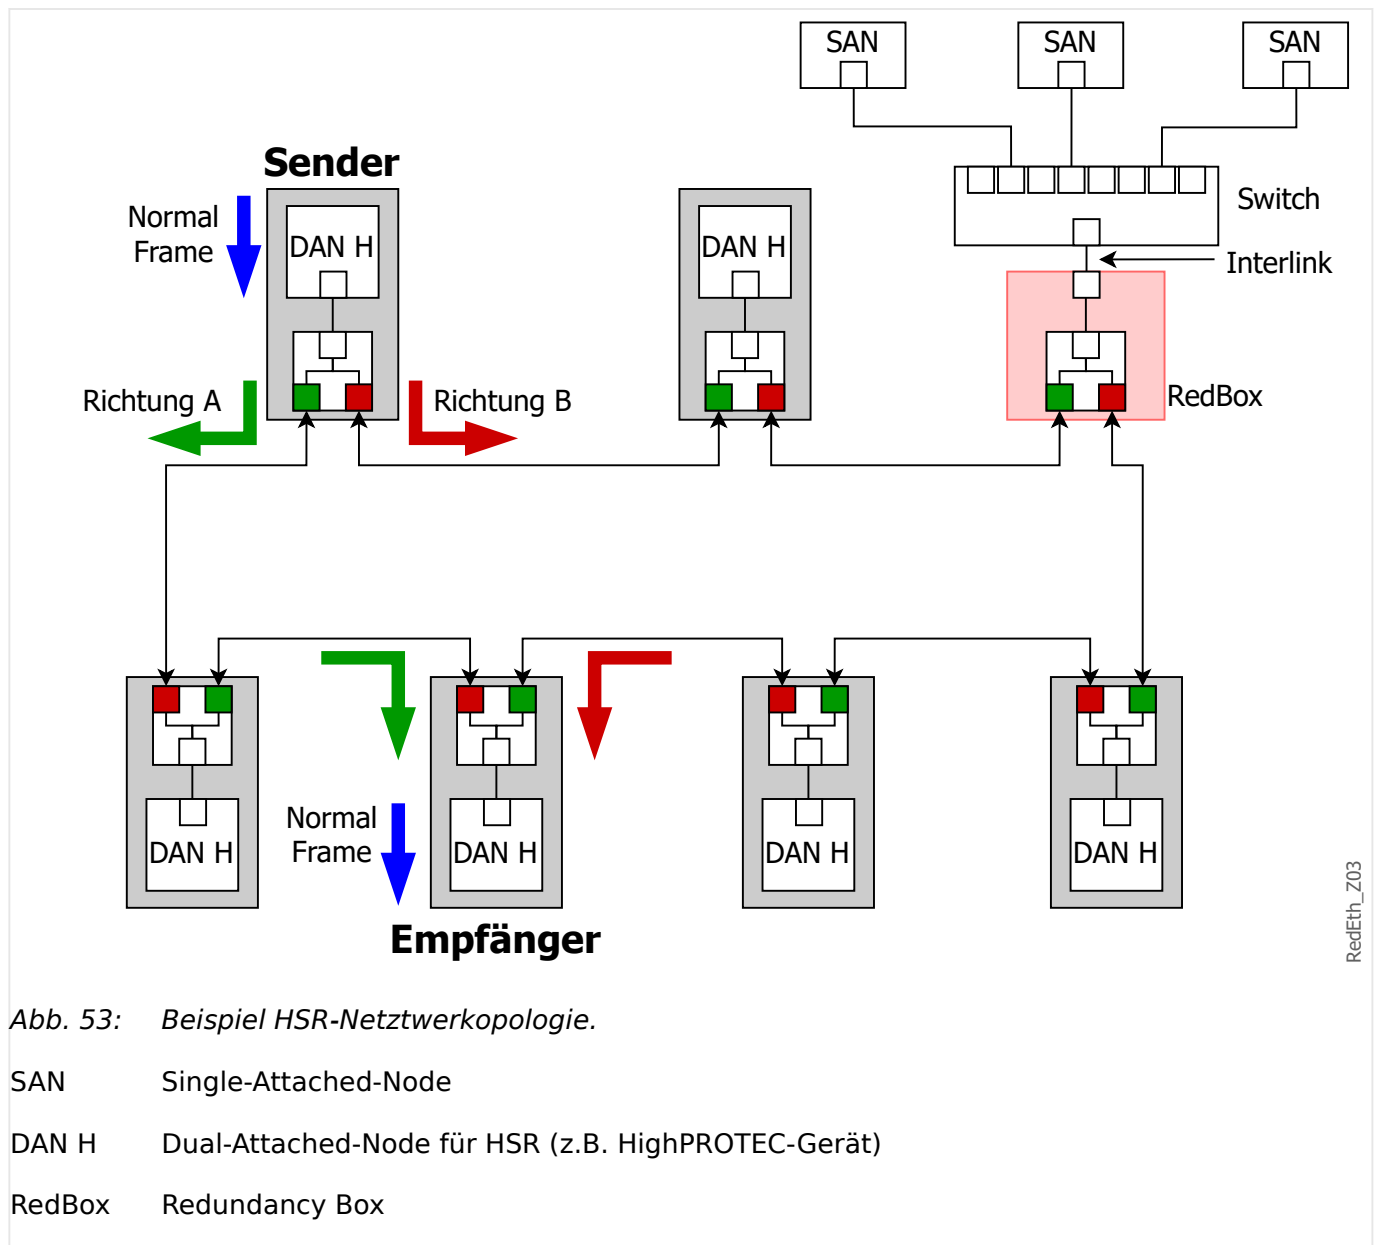 SAN
SAN
SAN
Sender
Normal
Frame
DAN H
DAN H
Switch
Interlink
Richtung A
Richtung B
RedBox
Normal
Frame
DAN H
DAN H
DAN H
DAN H
Empfänger
RedEth_Z03
Abb. 53: Beispiel HSR-Netztwerkopologie.
SAN Single-Attached-Node
DAN H Dual-Attached-Node für HSR (z.B. HighPROTEC-Gerät)
RedBox Redundancy Box